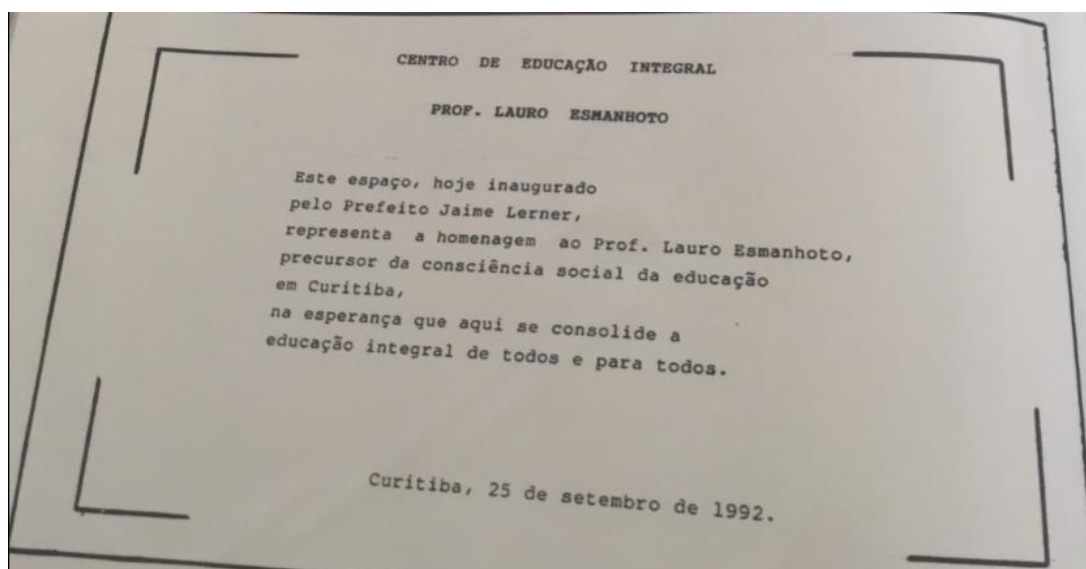 CENTRO DE EDUCAÇÃO INTEGRAL
PROF. LAURO ESMANHOTO
Este espaço, hoje inaugurado
pelo Prefeito Jaime Lerner,
representa a homenagem ao Prof. Lauro Esmanhoto,
precursor da consciência social da educação
em Curitiba,
na esperança que aqui se consolide a
educação integral de todos e para todos.
Curitiba, 25 de setembro de 1992.